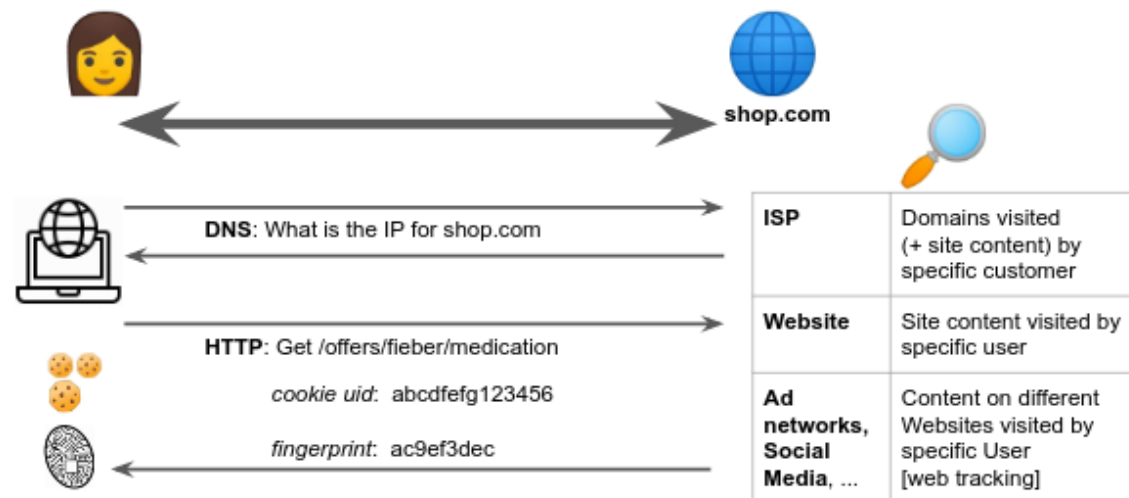 shop.com
DNS: What is the IP for shop.com
HTTP: Get /offers/fieber/medication
cookie uid: abcdfefg123456
fingerprint: ac9ef3dec
ISP
Domains visited
(+ site content) by
specific customer
Website
Site content visited by
specific user
Ad
networks,
Social
Media, ...
Content on different
Websites visited by
specific User
[web tracking]